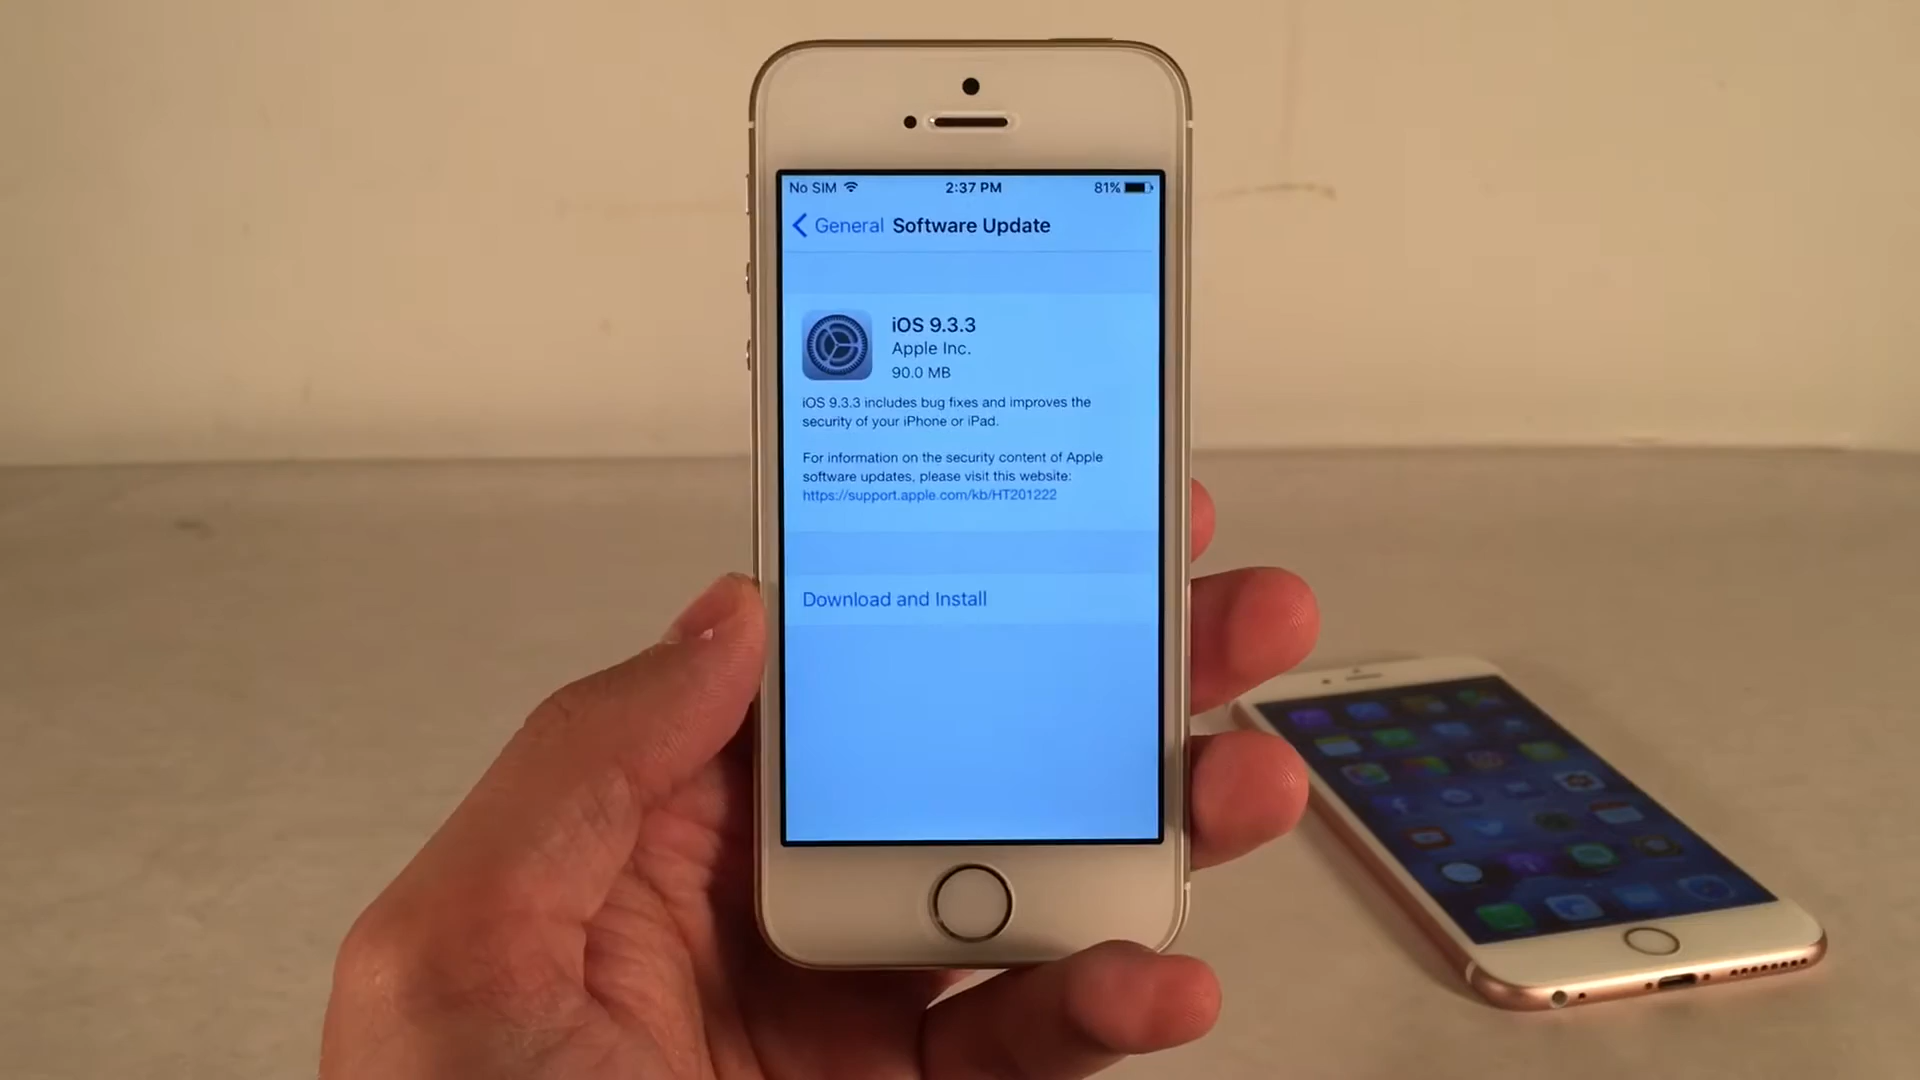 No SIM 2:37 PM 81%
General Software Update
iOS 9.3.3
Apple Inc.
90.0 MB
iOS 9.3.3 includes bug fixes and improves the
security of your iPhone or iPad.
For information on the security content of Apple
software updates, please visit this website:
https://support.apple.com/kb/HT201222
Download and Install